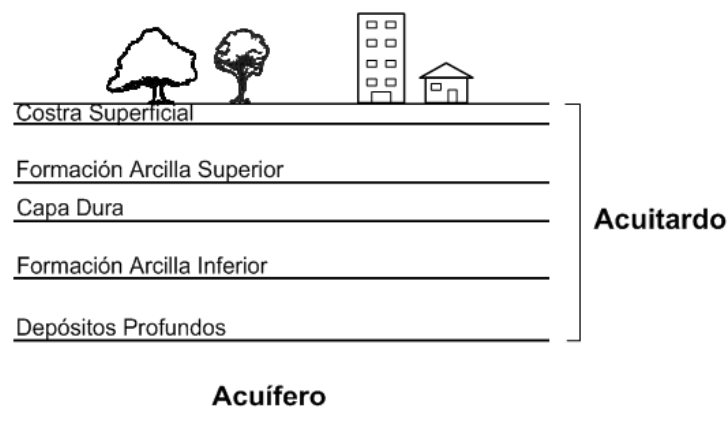 Costra Superficial
Formación Arcilla Superior
Capa Dura
Acuitardo
Formación Arcilla Inferior
Depósitos Profundos
Acuífero